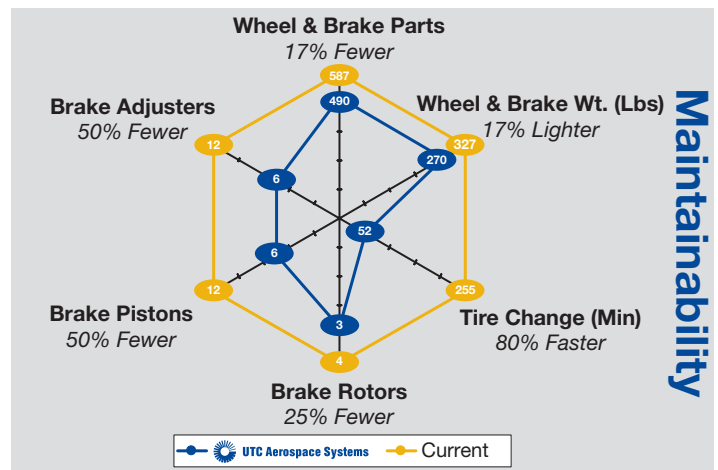 Wheel & Brake Parts
17% Fewer
587
490
Brake Adjusters
50% Fewer
12
6
Wheel & Brake Wt. (Lbs)
17% Lighter
327
270
52
6
12
Brake Pistons
50% Fewer
255
Tire Change (Min)
80% Faster
3
4
Brake Rotors
25% Fewer
Maintainability
UTC Aerospace Systems
Current